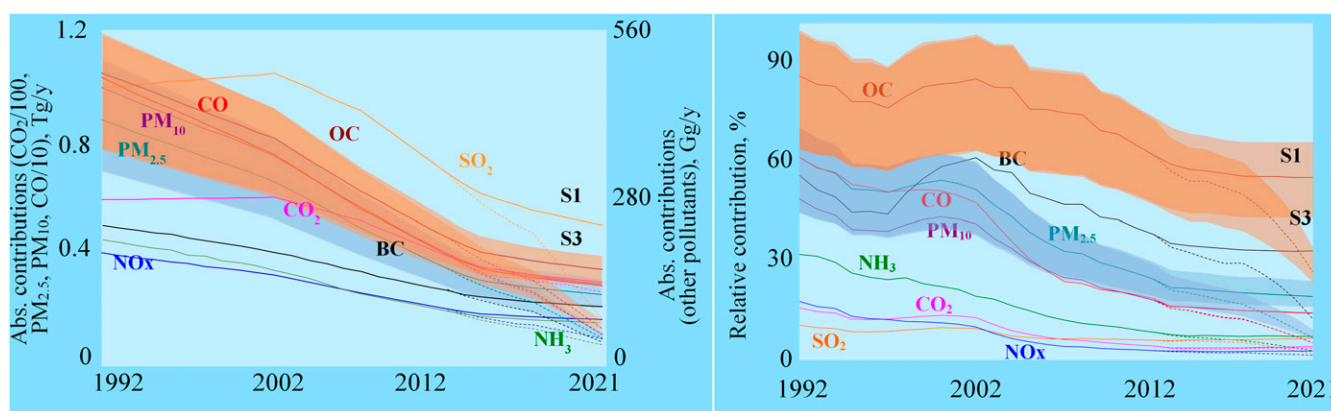 Abs. contributions (CO₂/100,
PM₂.₅, PM₁₀, CO/10), Tg/y
1.2
0.8
0.4
0
560
280
0
Abs. contributions
(other pollutants), Gg/y
CO
PM₁₀
OC
PM₂.₅
SO₂
S1
CO₂
S3
BC
NOx
NH₃
1992
2002
2012
2021
Relative contribution, %
90
60
30
0
OC
BC
S1
CO
S3
PM₁₀
PM₂.₅
NH₃
CO₂
SO₂
NOx
1992
2002
2012
2021